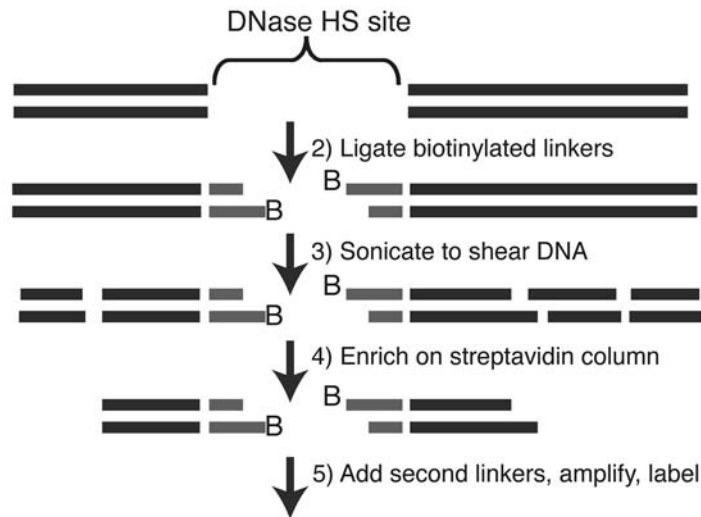 DNase HS site
2) Ligate biotinylated linkers
B
B
3) Sonicate to shear DNA
B
B
4) Enrich on streptavidin column
B
B
5) Add second linkers, amplify, label